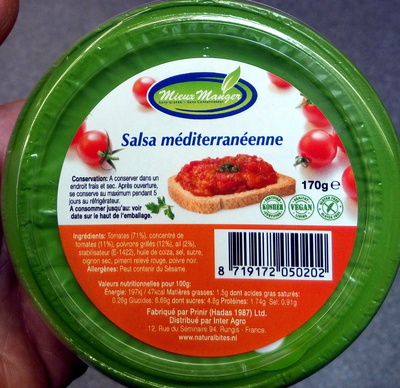 Mieux Manger
Sans Gluten - Sans Conservateur
Salsa méditerranéenne
Conservation: A conserver dans un
endroit frais et sec. Après ouverture,
se conserve au maximum pendant 5
jours au réfrigérateur.
A consommer jusqu'au: voir
date sur le haut de l'emballage.
170g e
KOSHER
VEGAN
Ingrédients: Tomates (71%), concentré de
tomates (11%), poivrons grillés (12%), ail (2%),
stabilisateur (E-1422), huile de colza, sel, sucre,
oignon sec, piment relevé rouge, poivre noir.
Allergènes: Peut contenir du Sésame.
8 719172 050202
Valeurs nutritionnelles pour 100g:
Énergie: 197kj / 47kcal Matières grasses: 1.5g dont acides gras saturés:
0.26g Glucides: 6.69g dont sucres: 4.8g Protéines: 1.74g Sel: 0.91g
Fabriqué par Prinir (Hadas 1987) Ltd.
Distribué par Inter Agro
12, Rue du Séminaire 94. Rungis - France.
www.naturalbites.nl